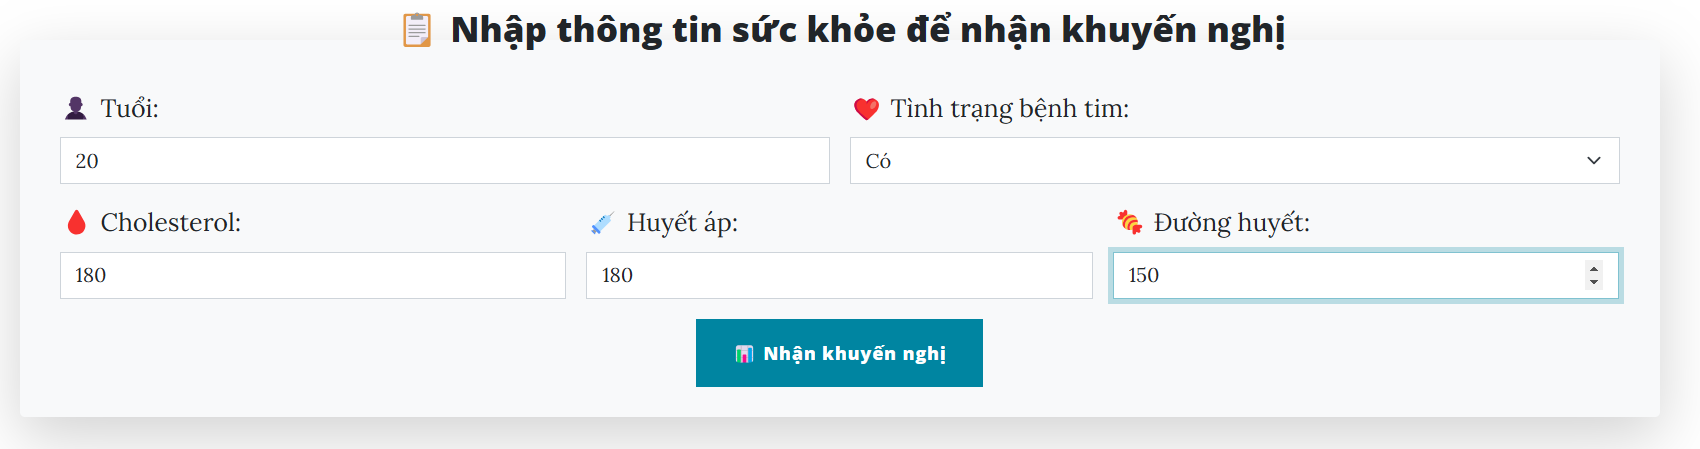 Nhập thông tin sức khỏe để nhận khuyến nghị
Tuổi:
Tình trạng bệnh tim:
20
Có
Cholesterol:
Huyết áp:
Đường huyết:
180
180
150
Nhận khuyến nghị